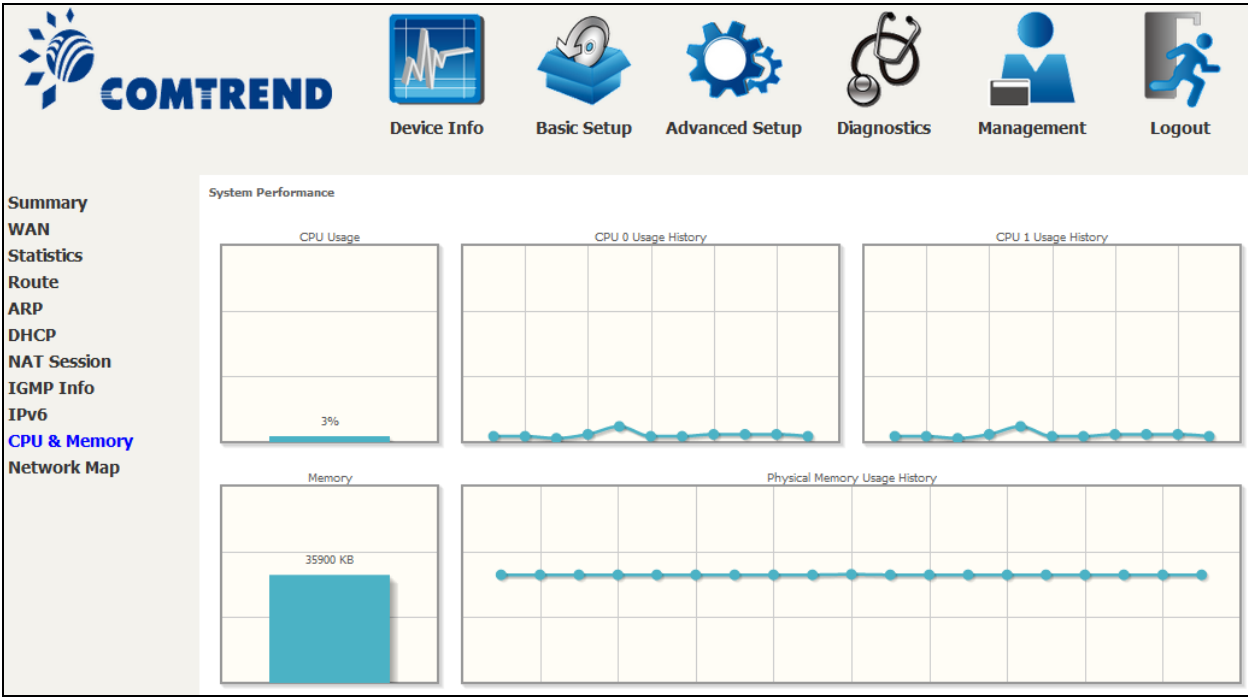 COMTREND
Device Info
Basic Setup
Advanced Setup
Diagnostics
Management
Logout
Summary
WAN
Statistics
Route
ARP
DHCP
NAT Session
IGMP Info
IPv6
CPU & Memory
Network Map
System Performance
CPU Usage
3%
CPU 0 Usage History
CPU 1 Usage History
Memory
35900 KB
Physical Memory Usage History